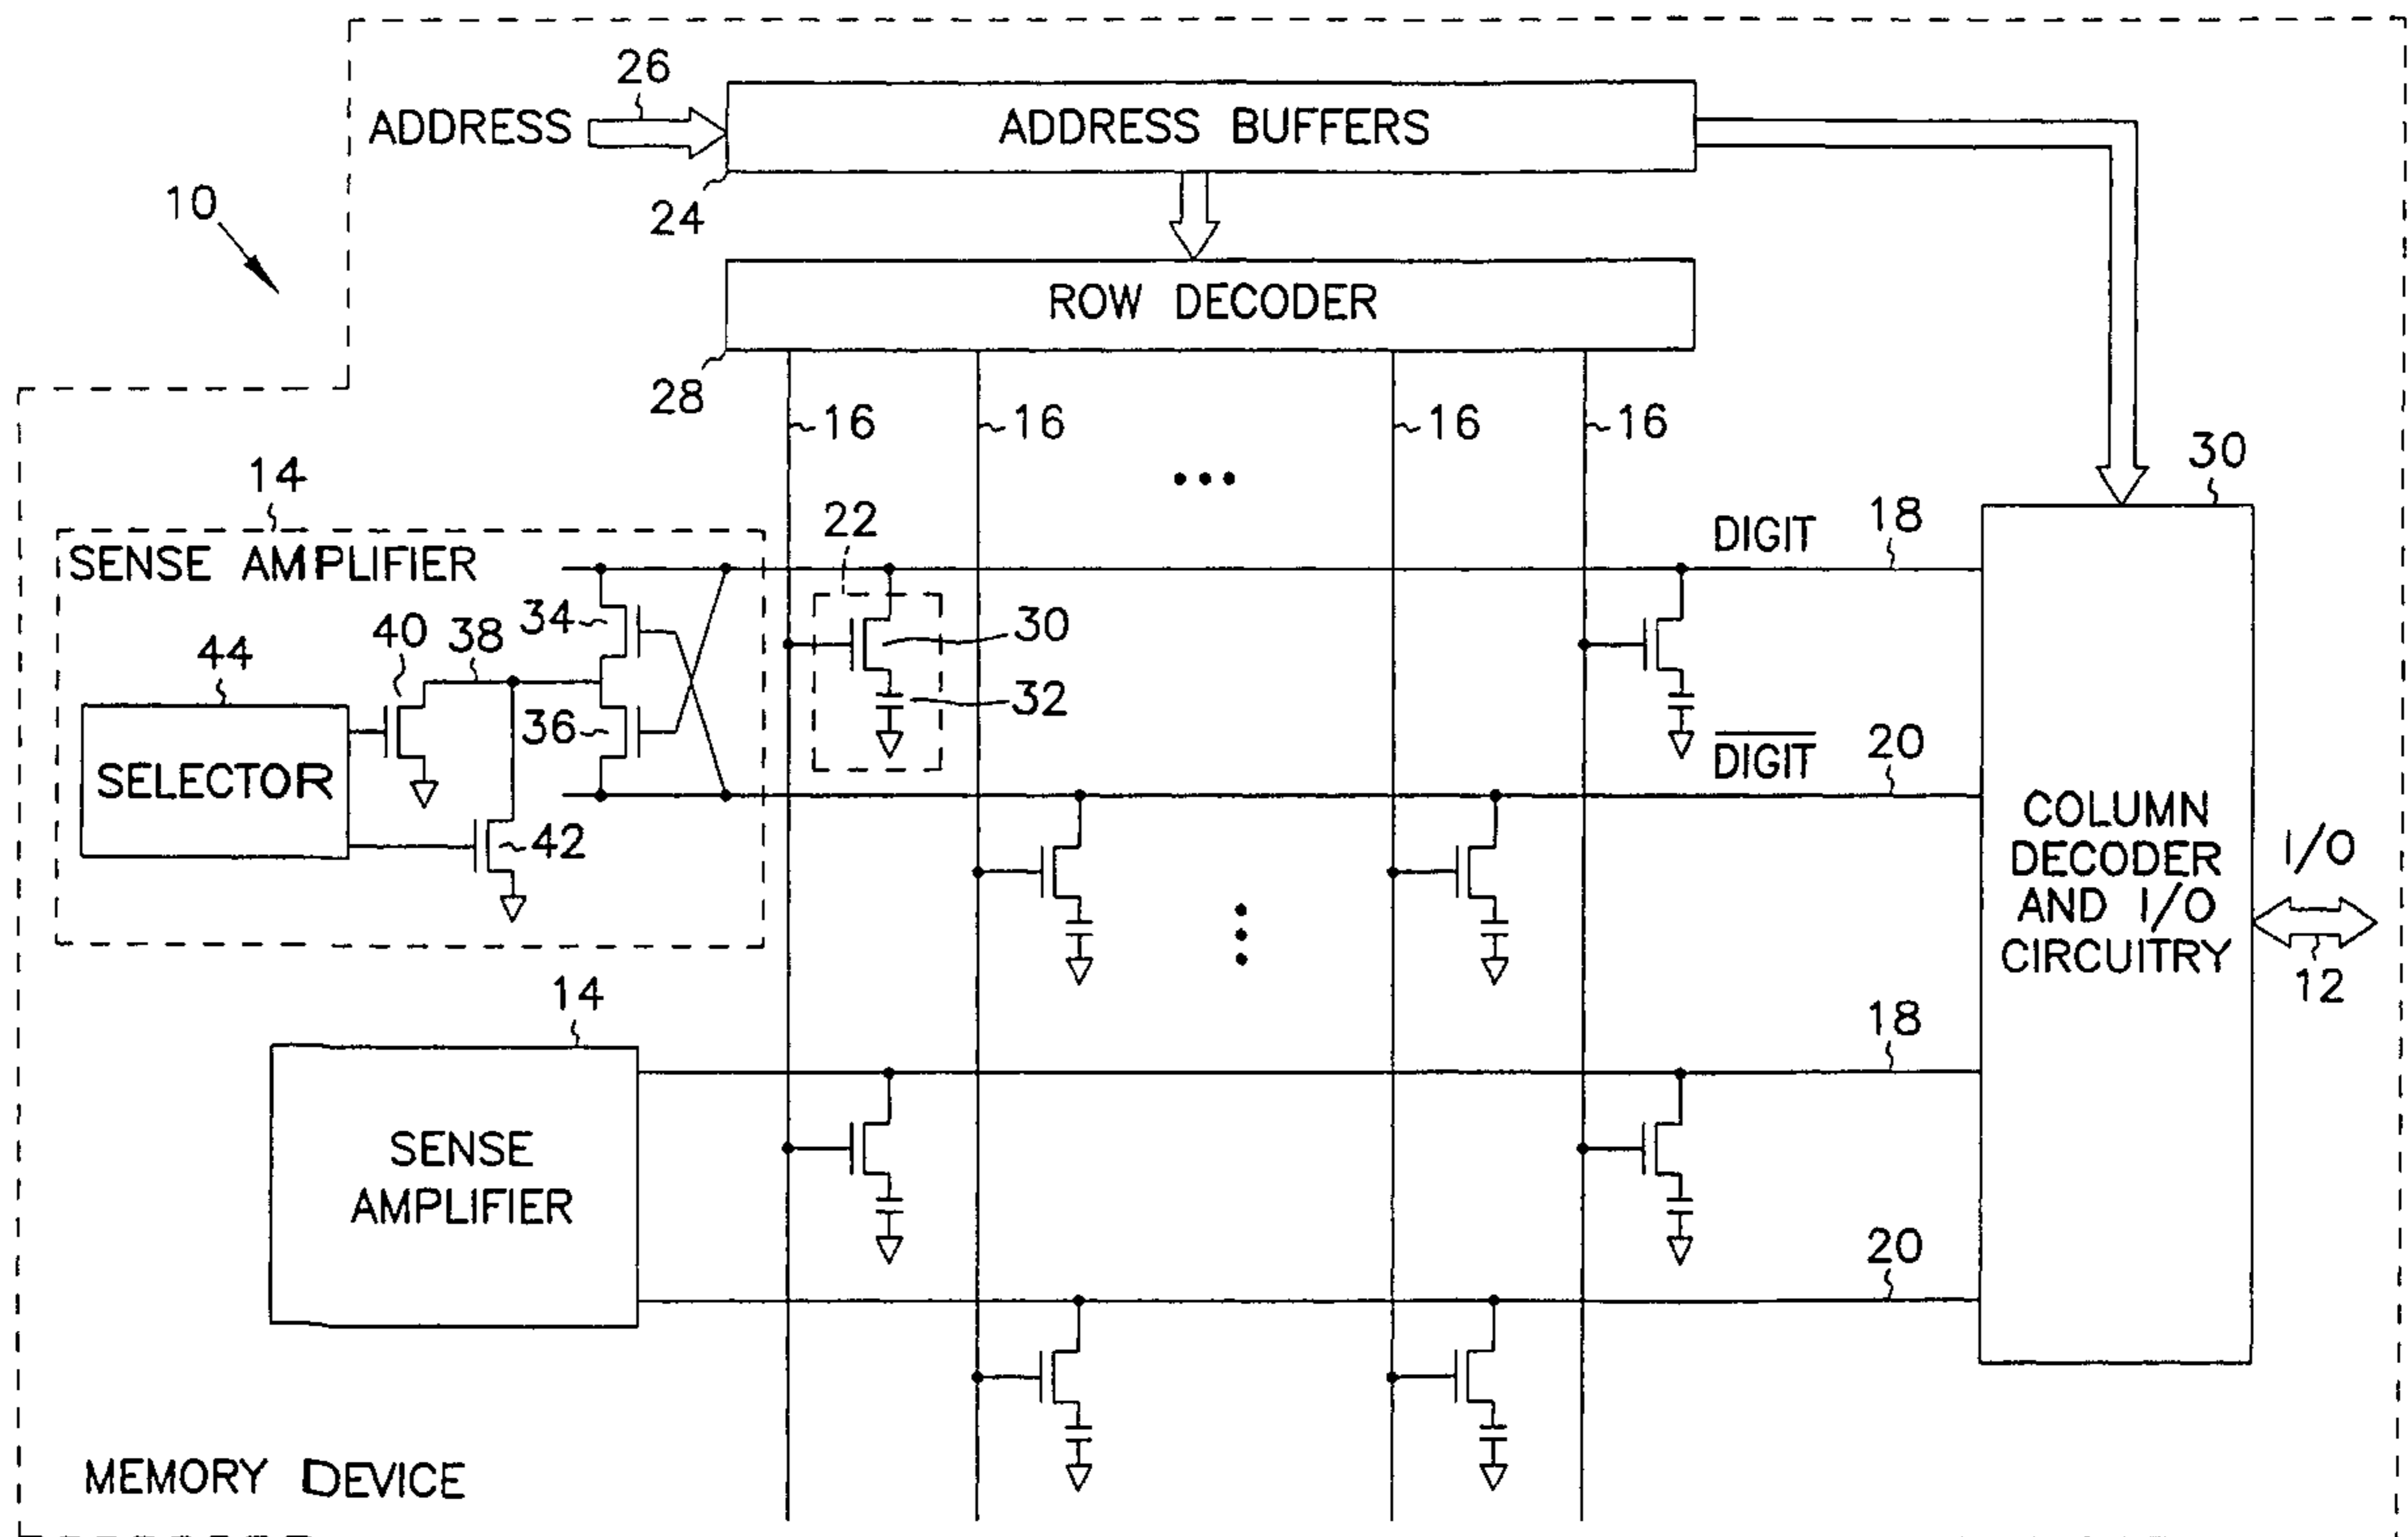 26
ADDRESS
ADDRESS BUFFERS
10
24
ROW DECODER
28
16
16
16
16
30
14
22
DIGIT
18
SENSE AMPLIFIER
34
30
40
38
44
32
36
SELECTOR
DIGIT
20
42
COLUMN
DECODER
AND I/O
CIRCUITRY
I/O
12
14
18
SENSE
AMPLIFIER
20
MEMORY DEVICE